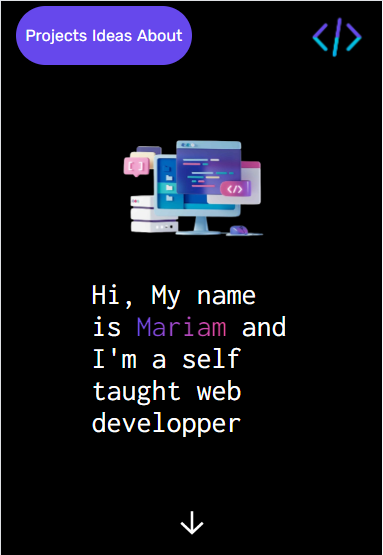 Projects Ideas About
</>
</>
Hi, My name
is Mariam and
I'm a self
taught web
developper